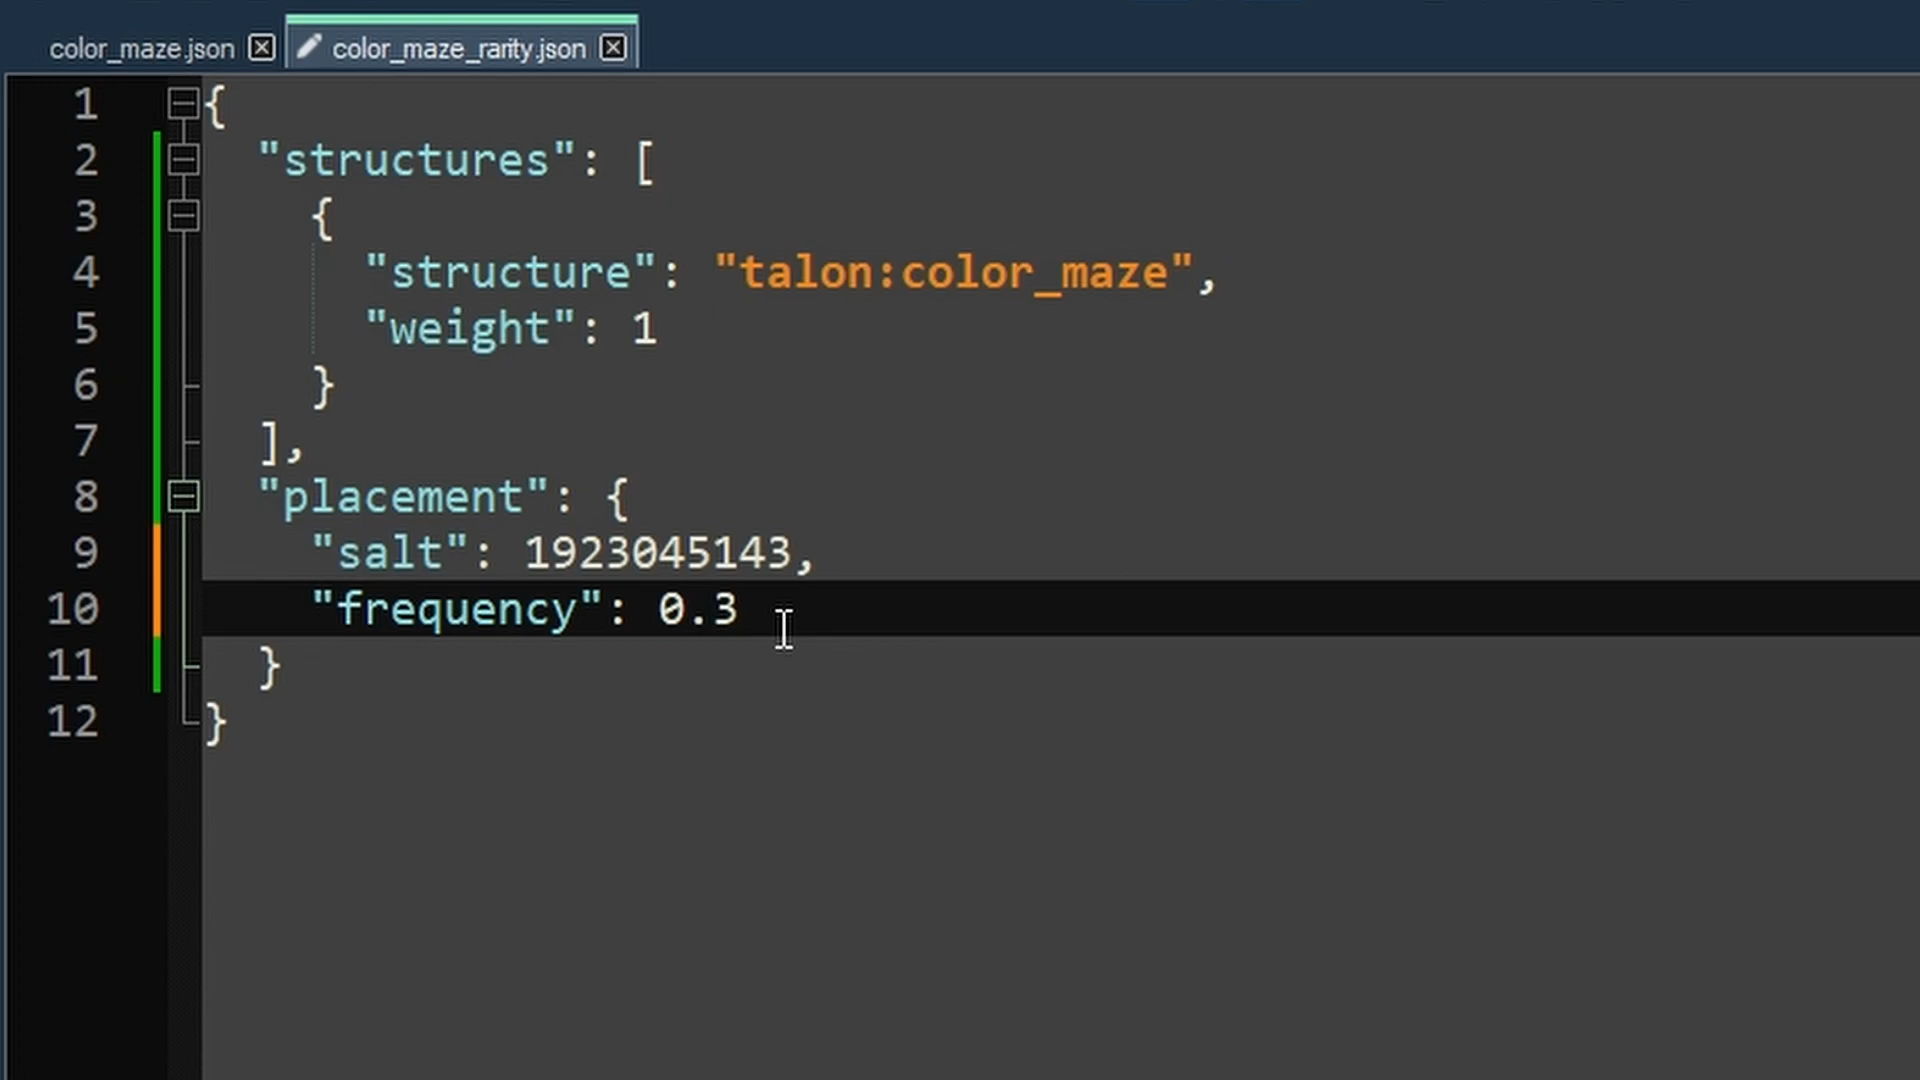 color_maze.json color_maze_rarity.json
1 {
2 "structures": [
3 {
4 "structure": "talon:color_maze",
5 "weight": 1
6 }
7 ],
8 "placement": {
9 "salt": 1923045143,
10 "frequency": 0.3
11 }
12 }